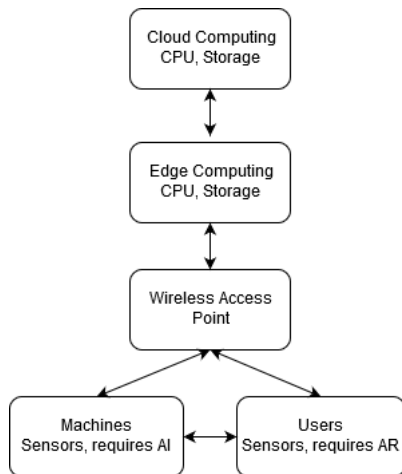 Cloud Computing
CPU, Storage
Edge Computing
CPU, Storage
Wireless Access
Point
Machines
Sensors, requires AI
Users
Sensors, requires AR